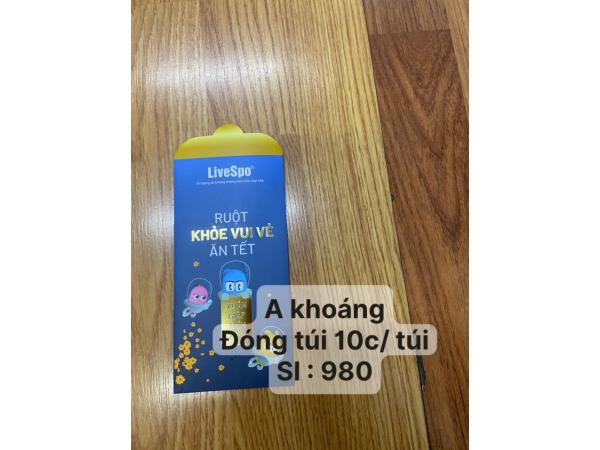 LiveSpo®
RUỘT
KHỎE VUI VẺ
ĂN TẾT
A khoáng
Đóng túi 10c/ túi
Sl : 980